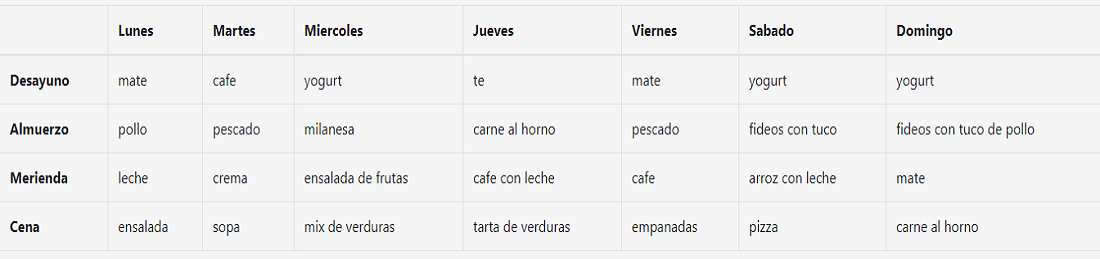 Lunes Martes Miercoles Jueves Viernes Sabado Domingo
Desayuno mate cafe yogurt te mate yogurt yogurt
Almuerzo pollo pescado milanesa carne al horno pescado fideos con tuco fideos con tuco de pollo
Merienda leche crema ensalada de frutas cafe con leche cafe arroz con leche mate
Cena ensalada sopa mix de verduras tarta de verduras empanadas pizza carne al horno